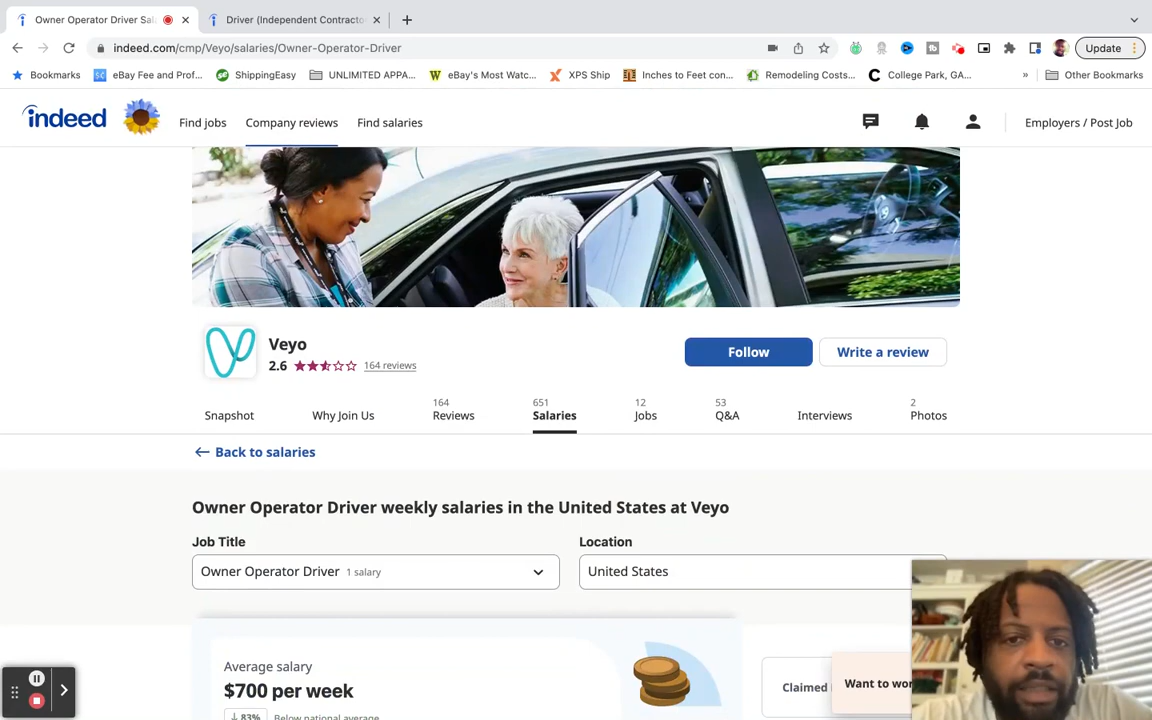 Owner Operator Driver Sal
Driver (Independent Contracto
indeed.com/cmp/Veyo/salaries/Owner-Operator-Driver
Update
Bookmarks
eBay Fee and Prof...
ShippingEasy
UNLIMITED APPA...
eBay's Most Watc...
XPS Ship
Inches to Feet con...
Remodeling Costs...
College Park, GA...
»
Other Bookmarks
indeed
Find jobs
Company reviews
Find salaries
Employers / Post Job
Veyo
2.6
164 reviews
Follow
Write a review
Snapshot
Why Join Us
164
Reviews
651
Salaries
12
Jobs
53
Q&A
Interviews
2
Photos
← Back to salaries
Owner Operator Driver weekly salaries in the United States at Veyo
Job Title
Location
Owner Operator Driver 1 salary
United States
Average salary
$700 per week
↓ 83% Below national average
Claimed
Want to wor